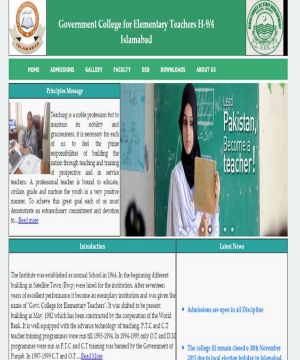 Government College for Elementary Teachers H-9/4
Islamabad
HOME ADMISSIONS GALLERY FACULTY DSD DOWNLOADS ABOUT US
Principles Message
Teaching is a noble profession but to
maintain its nobility and
graciousness, it is necessary for each
of us to feel the prime
responsibilities of building the
nation through teaching and training
of prospective and in service
teachers. A professional teacher is bound to educate,
civilize, guide and nurture the youth in a very positive
manner. To achieve this great goal each of us must
demonstrate an extraordinary commitment and devotion
to...Read More
Lead
Pakistan,
Become a
teacher!
Introduction
The Institute was established as normal School in 1964. In the beginning different
building in Satellite Town (Rwp) were hired for the institution. After seventeen
years of excellent performance it become an exemplary institution and was given the
name of "Govt. College for Elementary Teachers". It was shifted to be present
building in May, 1982 which has been constructed by the cooperation of the World
Bank. It is well equipped with the advance technology of teaching. P.T.C and C.T
teacher training programmes were run till 1993-1994. In 1994-1995 only O.T and D.M
programmes were run as P.T.C and C.T training was banned by the Government of
Punjab. In 1997-1999 C.T and O.T ...Read More
Latest News
Admissions are open in all Discipline
The college III remain closed o 30th November
2015 due to local election holiday in Islamabad